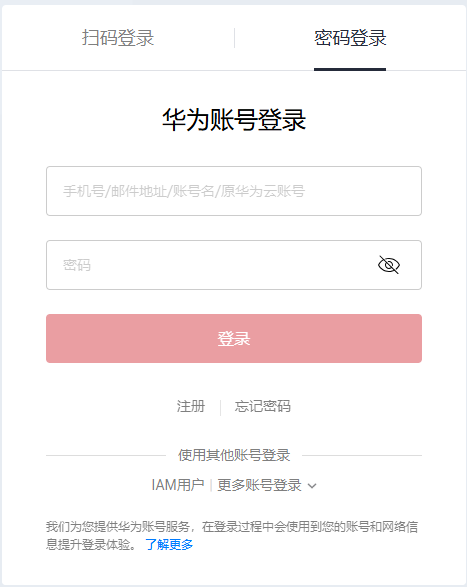 扫码登录
密码登录
华为账号登录
手机号/邮件地址/账号名/原华为云账号
密码
登录
注册
忘记密码
使用其他账号登录
IAM用户 | 更多账号登录
我们为您提供华为账号服务，在登录过程中会使用到您的账号和网络信
息提升登录体验。 了解更多